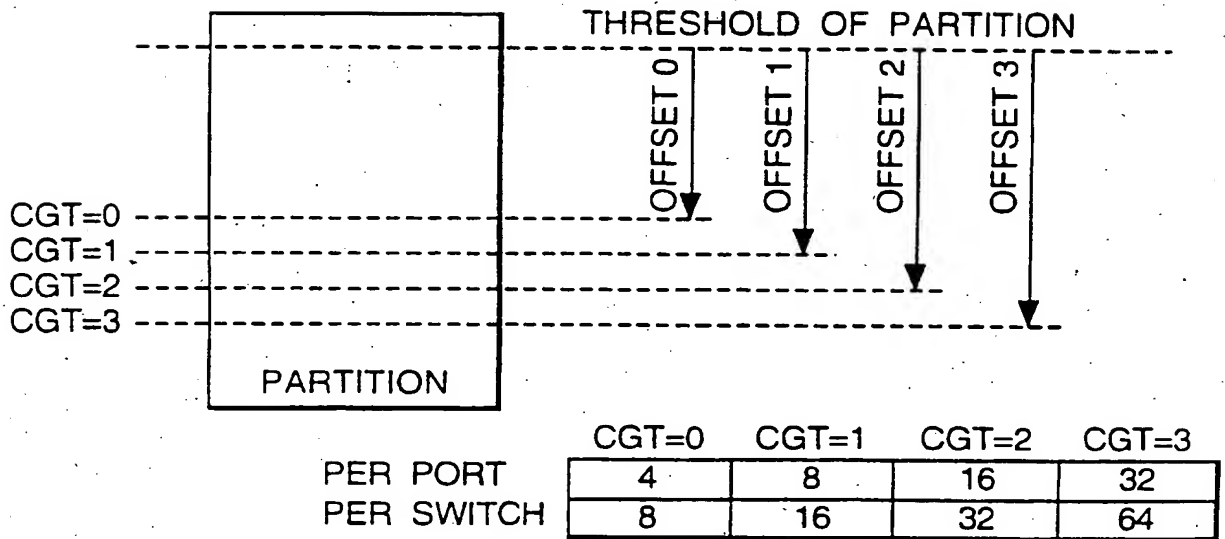 THRESHOLD OF PARTITION
OFFSET 0
OFFSET 1
OFFSET 2
OFFSET 3
CGT=0
CGT=1
CGT=2
CGT=3
PARTITION
CGT=0 CGT=1 CGT=2 CGT=3
PER PORT 4 8 16 32
PER SWITCH 8 16 32 64